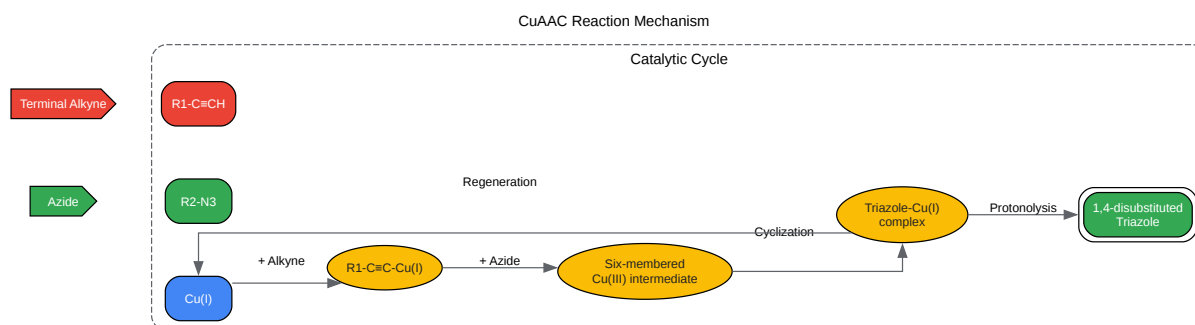 CuAAC Reaction Mechanism
Catalytic Cycle
Terminal Alkyne
R1-C≡CH
Azide
R2-N3
Regeneration
Triazole-Cu(I)
complex
Protonolysis
1,4-disubstituted
Triazole
Cyclization
+ Alkyne
R1-C≡C-Cu(I)
+ Azide
Six-membered
Cu(III) intermediate
Cu(I)